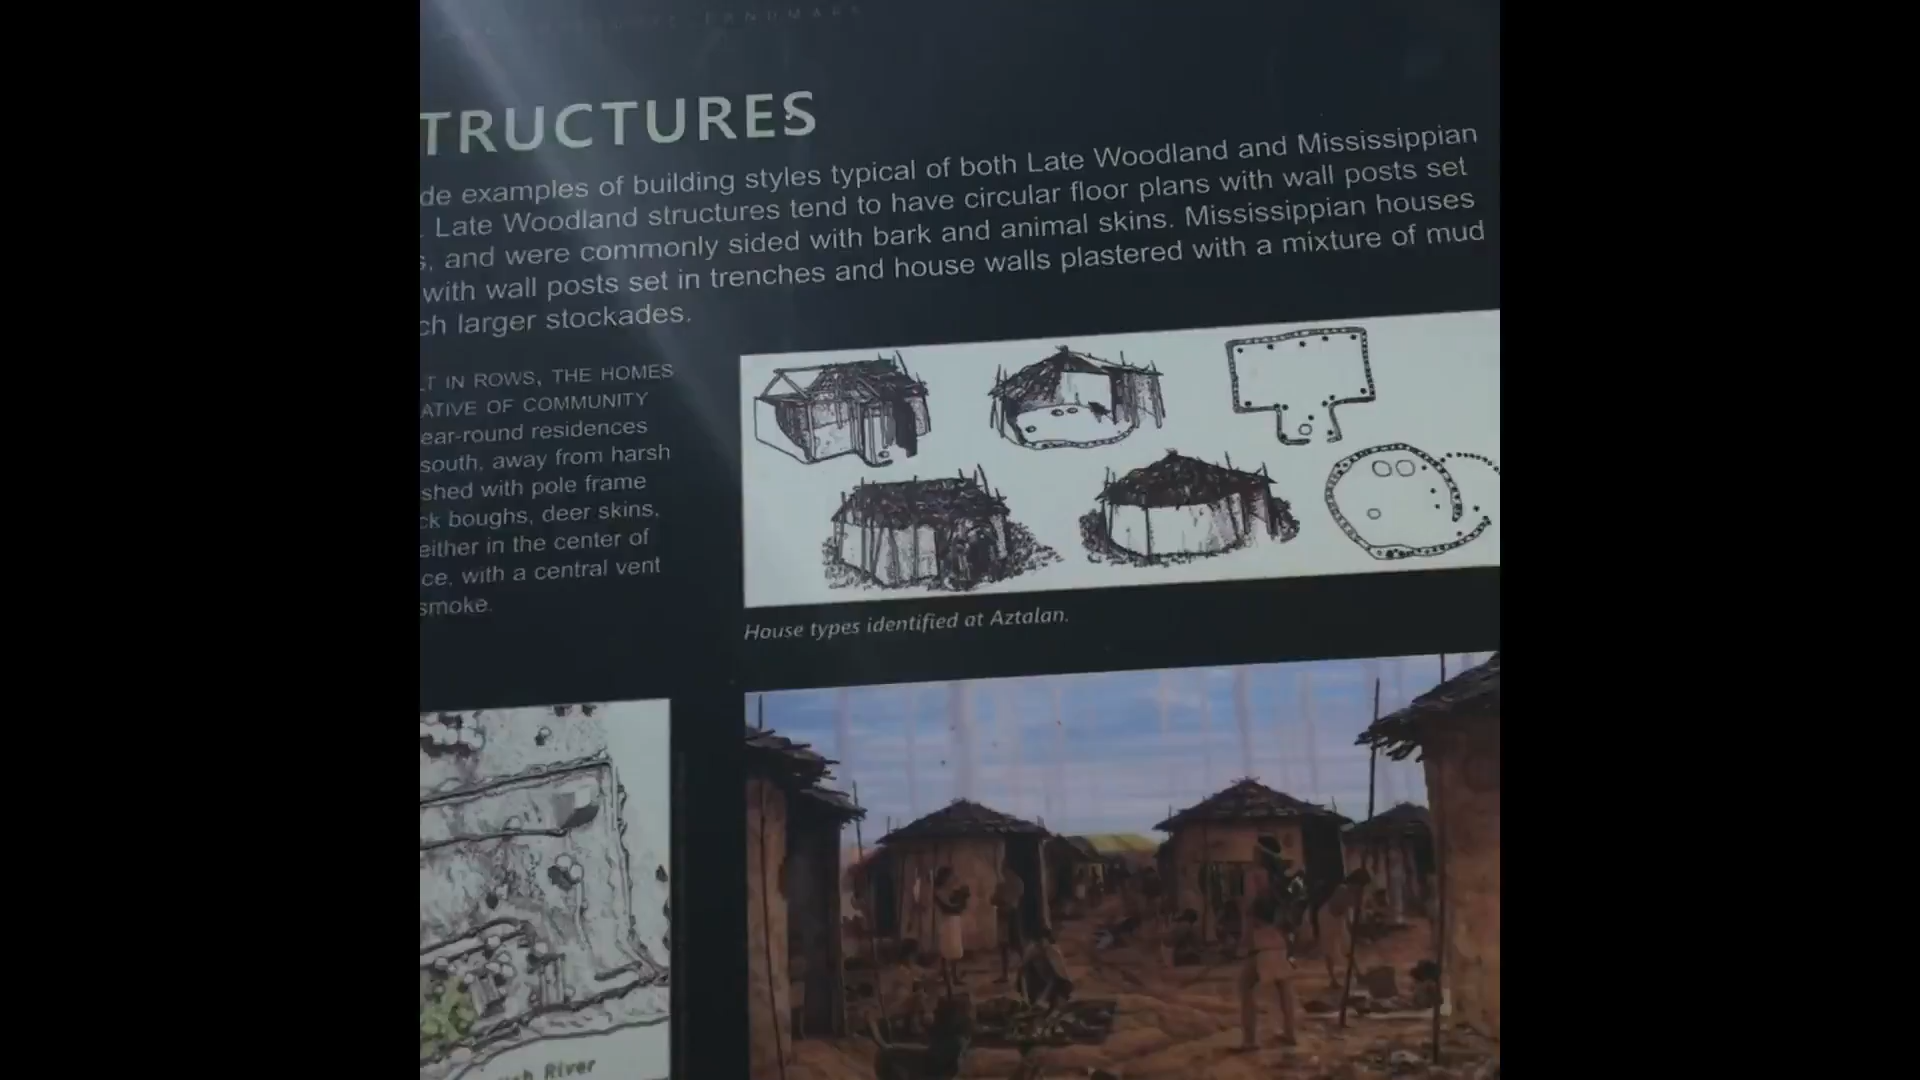 LANDMARK
TRUCTURES
de examples of building styles typical of both Late Woodland and Mississippian
. Late Woodland structures tend to have circular floor plans with wall posts set
s, and were commonly sided with bark and animal skins. Mississippian houses
with wall posts set in trenches and house walls plastered with a mixture of mud
ch larger stockades.
LT IN ROWS, THE HOMES
ATIVE OF COMMUNITY
ear-round residences
south, away from harsh
shed with pole frame
ck boughs, deer skins,
either in the center of
ce, with a central vent
smoke.
House types identified at Aztalan.
River